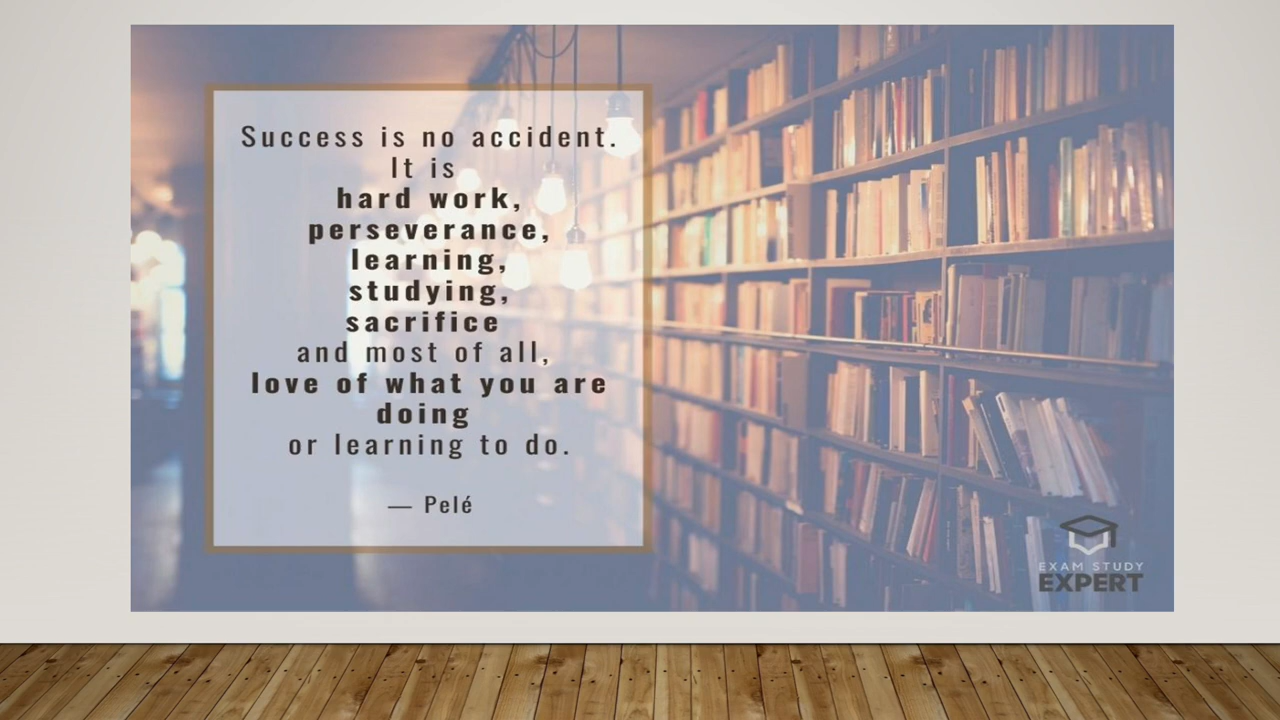 Success is no accident.
It is
hard work,
perseverance,
learning,
studying,
sacrifice
and most of all,
love of what you are
doing
or learning to do.
— Pelé
EXAM STUDY
EXPERT